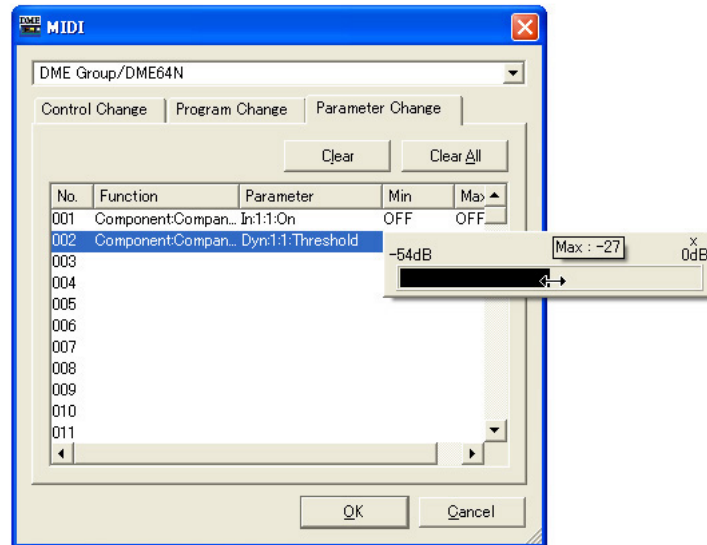 DME MIDI
DME Group/DME64N
Control Change Program Change Parameter Change
Clear Clear All
No. Function Parameter Min Max
001 Component:Compan... In:1:1:On OFF OFF
002 Component:Compan... Dyn:1:1:Threshold
-54dB Max : -27 x 0dB
003
004
005
006
007
008
009
010
011
OK Cancel